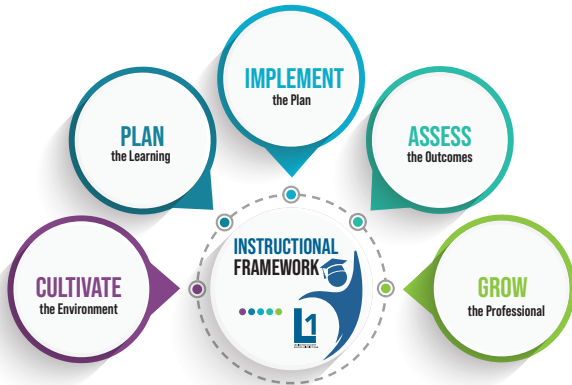 CULTIVATE
the Environment
PLAN
the Learning
IMPLEMENT
the Plan
ASSESS
the Outcomes
GROW
the Professional
INSTRUCTIONAL
FRAMEWORK
L1